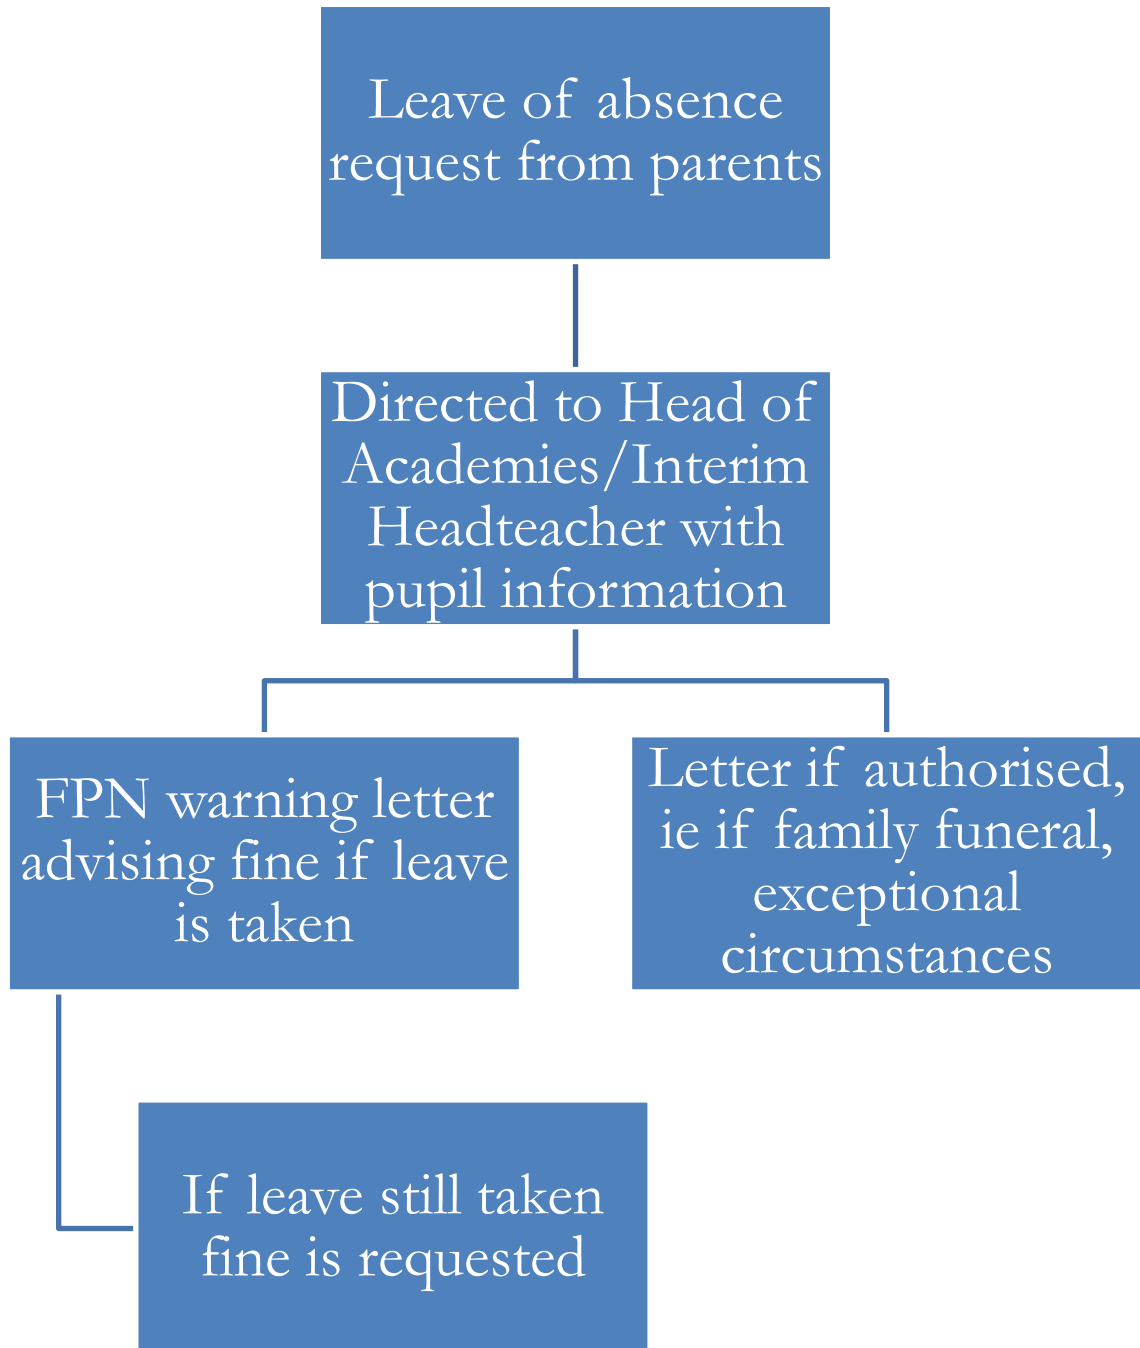 Leave of absence
request from parents
Directed to Head of
Academies/Interim
Headteacher with
pupil information
FPN warning letter
advising fine if leave
is taken
Letter if authorised,
ie if family funeral,
exceptional
circumstances
If leave still taken
fine is requested